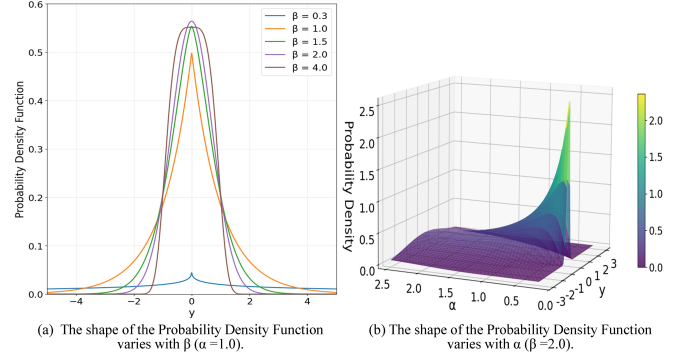 0.6
0.5
0.4
0.3
0.2
0.1
0.0
Probability Density Function
−4
−2
0
2
4
y
β = 0.3
β = 1.0
β = 1.5
β = 2.0
β = 4.0
(a) The shape of the Probability Density Function
varies with β (α =1.0).
2.5
2.0
1.5
1.0
0.5
0.0
Probability Density
2.5
2.0
1.5
1.0
0.5
0.0
α
-3
-2
-1
0
1
2
3
y
2.0
1.5
1.0
0.5
0.0
(b) The shape of the Probability Density Function
varies with α (β =2.0).